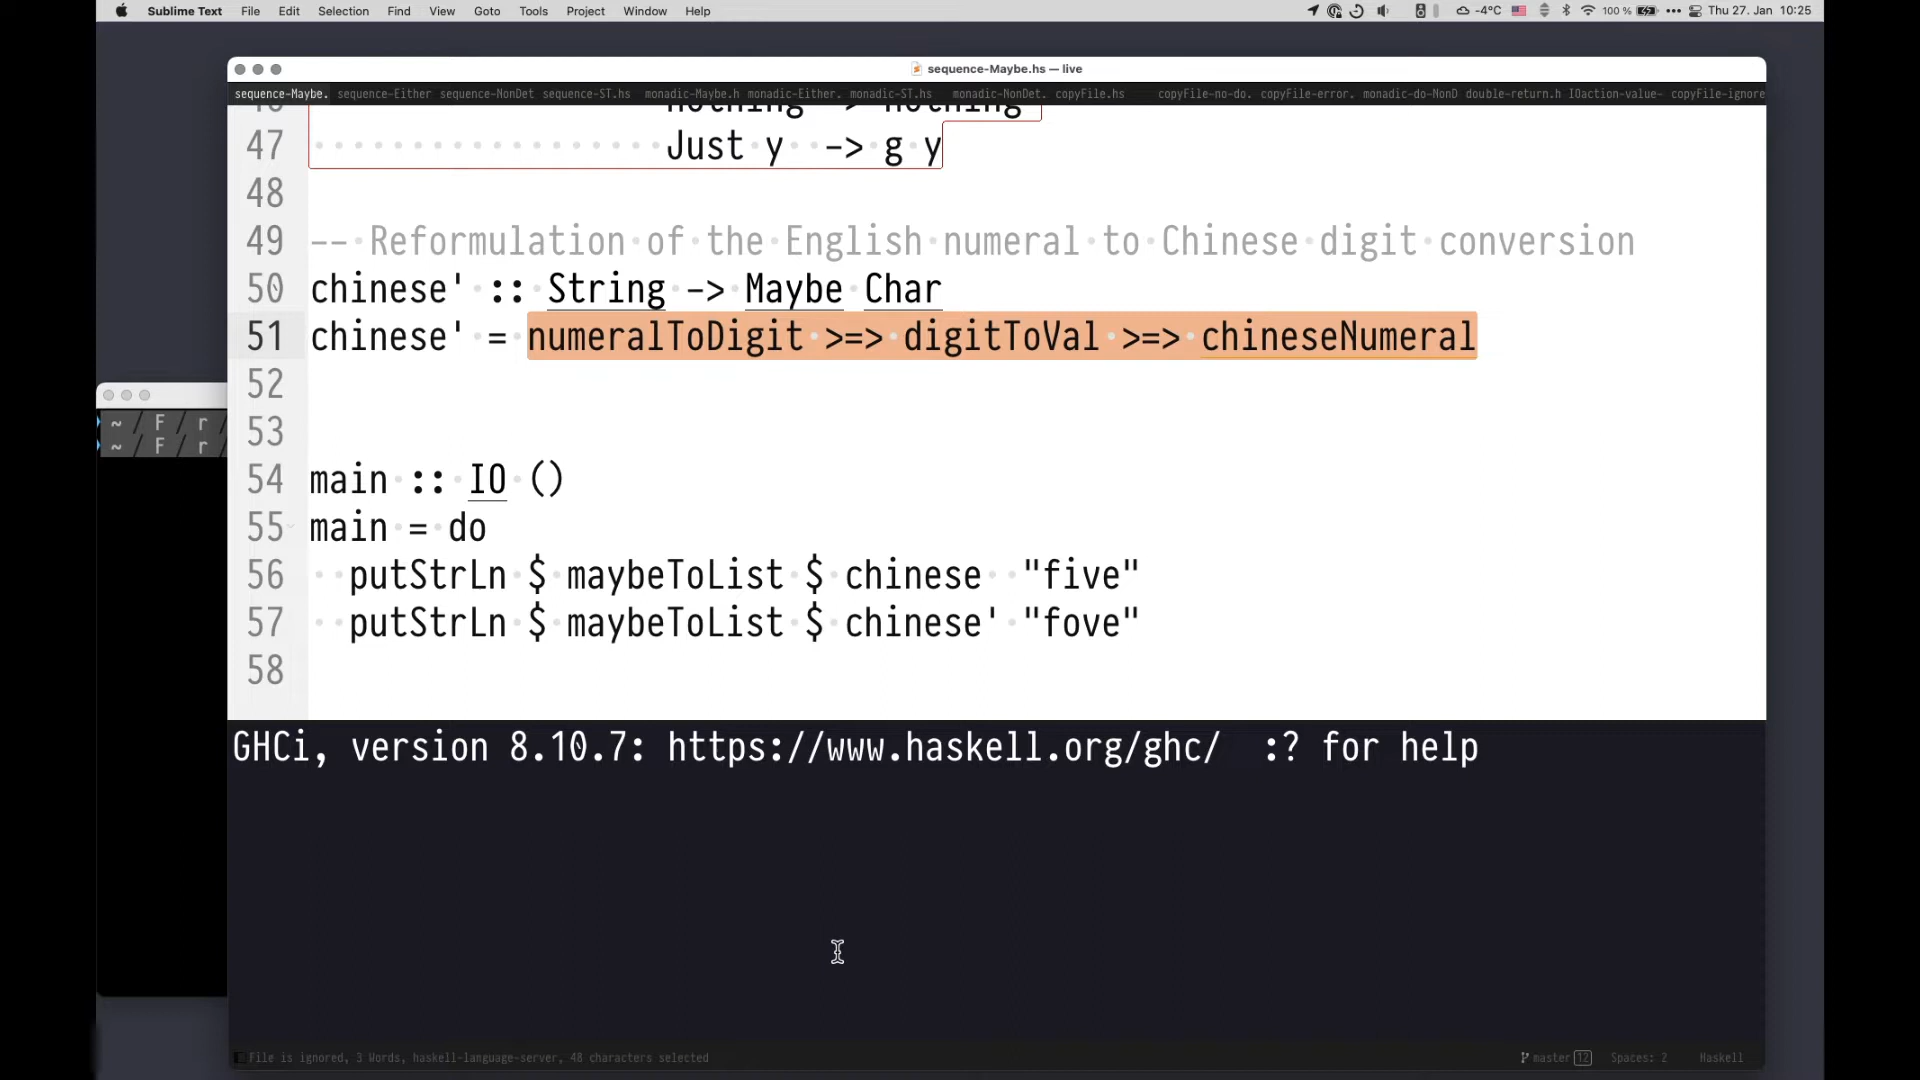 Sublime Text File Edit Selection Find View Goto Tools Project Window Help -4°C 100 % Thu 27. Jan 10:25
sequence-Maybe.hs — live
sequence-Maybe. sequence-Either sequence-NonDet sequence-ST.hs monadic-Maybe.h monadic-Either. monadic-ST.hs monadic-NonDet. copyFile.hs copyFile-no-do. copyFile-error. monadic-do-NonD double-return.h IOaction-value- copyFile-ignore
Nothing -> Nothing
47 Just y -> g y
48
49 -- Reformulation of the English numeral to Chinese digit conversion
50 chinese' :: String -> Maybe Char
51 chinese' = numeralToDigit >=> digitToVal >=> chineseNumeral
52
53
54 main :: IO ()
55 main = do
56 putStrLn $ maybeToList $ chinese "five"
57 putStrLn $ maybeToList $ chinese' "fove"
58
~ / F / r /
~ / F / r /
GHCi, version 8.10.7: https://www.haskell.org/ghc/ :? for help
File is ignored, 3 Words, haskell-language-server, 48 characters selected master 12 Spaces: 2 Haskell